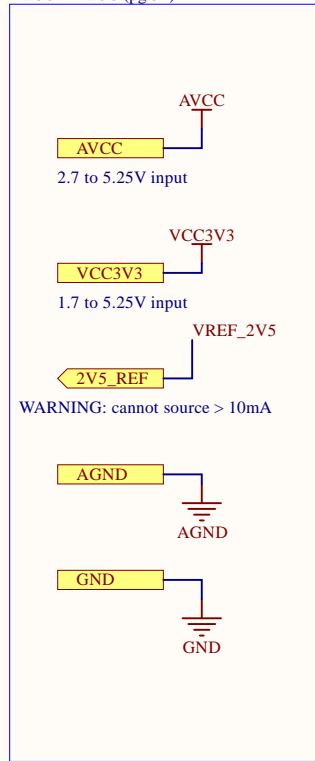 AVCC
AVCC
2.7 to 5.25V input
VCC3V3
VCC3V3
1.7 to 5.25V input
VREF_2V5
2V5_REF
WARNING: cannot source > 10mA
AGND
AGND
GND
GND